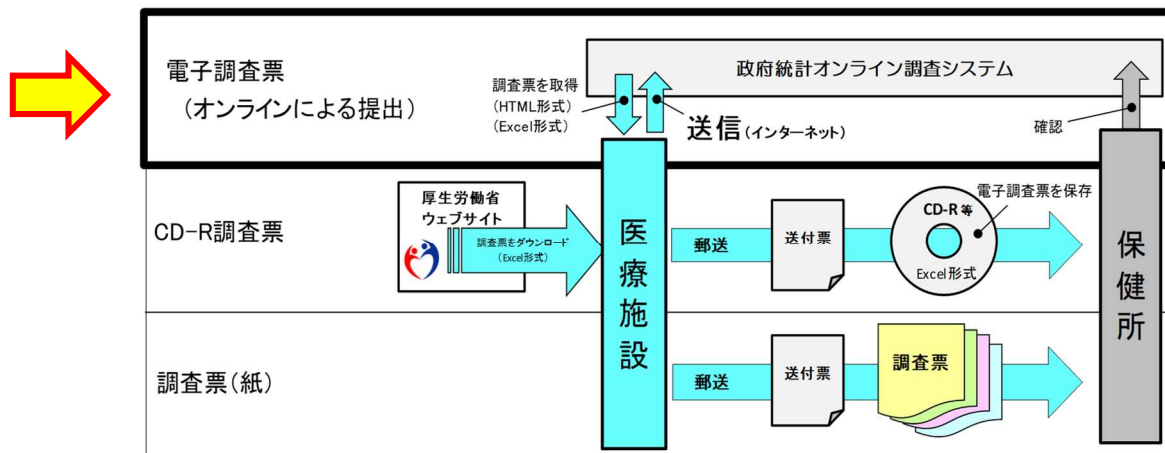 電子調査票
(オンラインによる提出)
政府統計オンライン調査システム
調査票を取得
(HTML形式)
(Excel形式)
送信(インターネット)
確認
CD-R調査票
厚生労働省
ウェブサイト
調査票をダウンロード
(Excel形式)
医療施設
郵送
送付票
CD-R等
Excel形式
電子調査票を保存
保健所
調査票(紙)
郵送
送付票
調査票